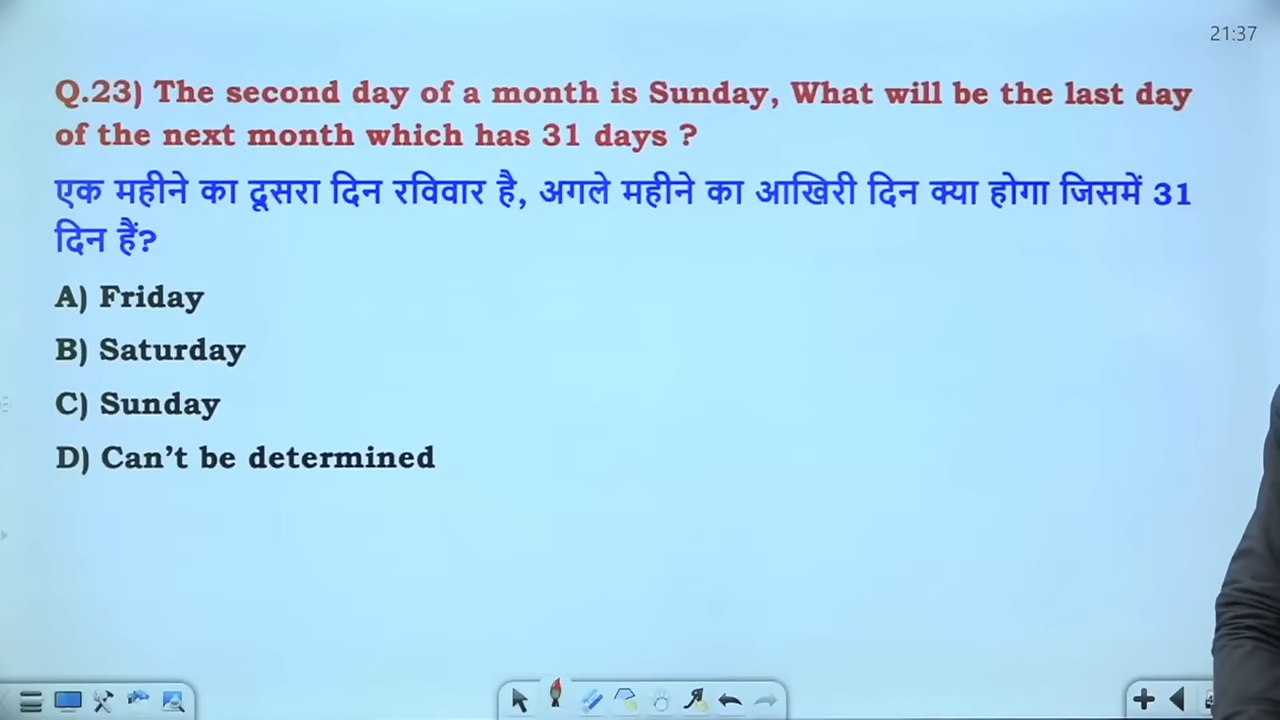 21:37
Q.23) The second day of a month is Sunday, What will be the last day
of the next month which has 31 days ?
एक महीने का दूसरा दिन रविवार है, अगले महीने का आखिरी दिन क्या होगा जिसमें 31
दिन हैं?
A) Friday
B) Saturday
C) Sunday
D) Can't be determined